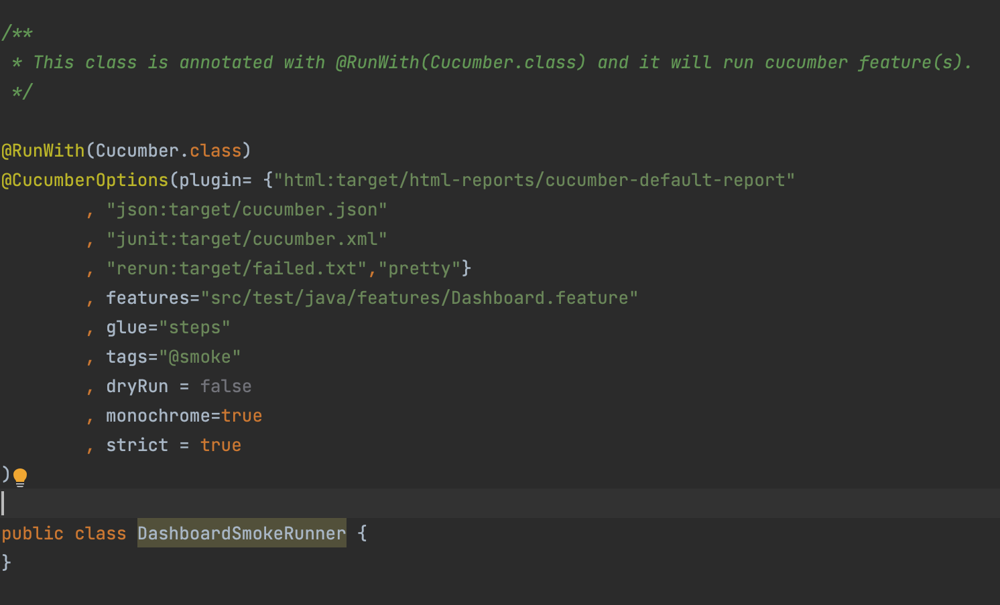 /**
 * This class is annotated with @RunWith(Cucumber.class) and it will run cucumber feature(s).
 */
@RunWith(Cucumber.class)
@CucumberOptions(plugin= {"html:target/html-reports/cucumber-default-report"
        , "json:target/cucumber.json"
        , "junit:target/cucumber.xml"
        , "rerun:target/failed.txt","pretty"}
        , features="src/test/java/features/Dashboard.feature"
        , glue="steps"
        , tags="@smoke"
        , dryRun = false
        , monochrome=true
        , strict = true
)
public class DashboardSmokeRunner {
}